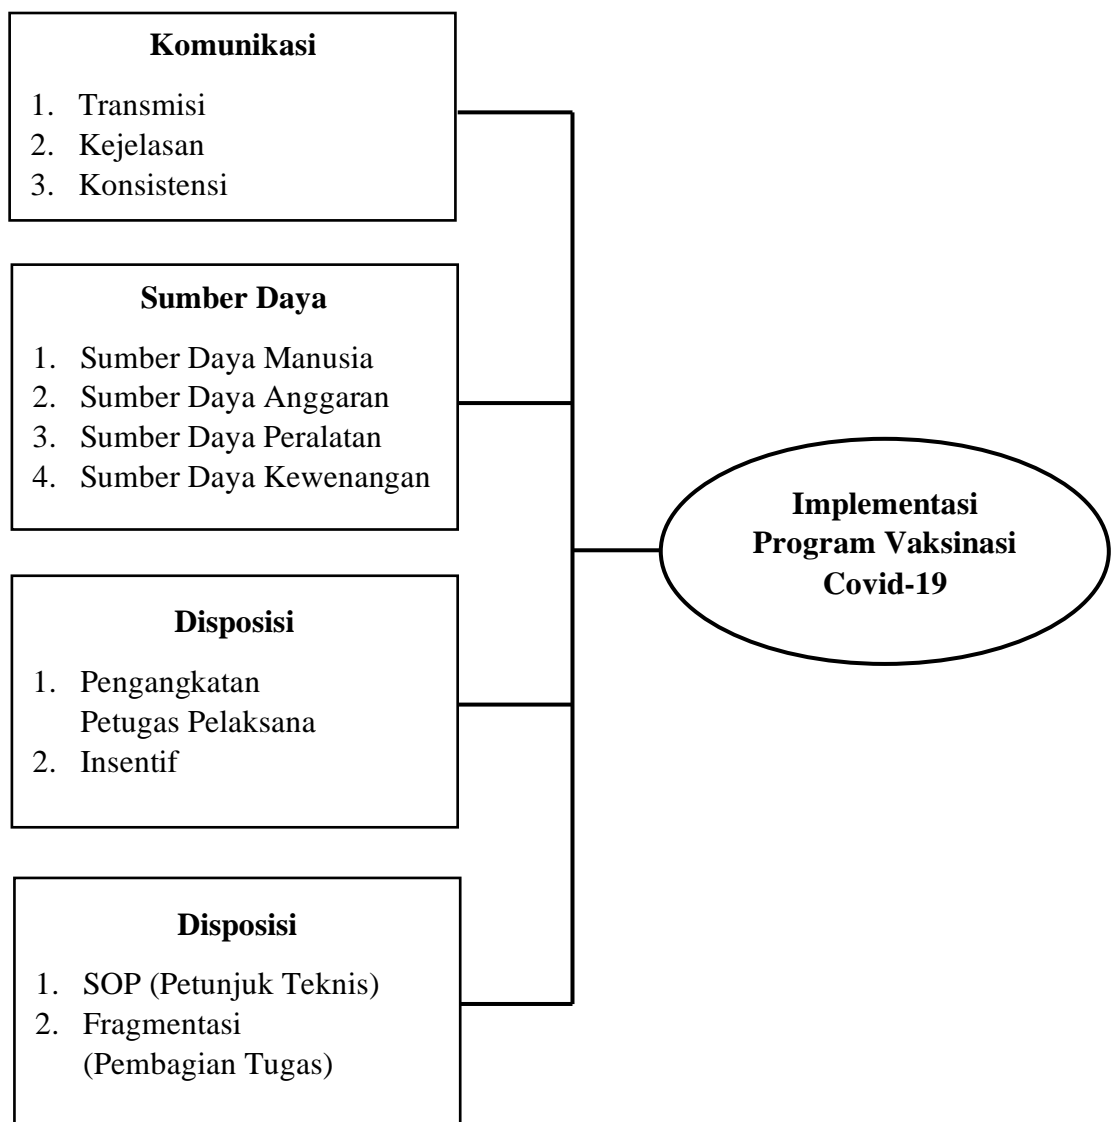 Komunikasi
1. Transmisi
2. Kejelasan
3. Konsistensi
Sumber Daya
1. Sumber Daya Manusia
2. Sumber Daya Anggaran
3. Sumber Daya Peralatan
4. Sumber Daya Kewenangan
Disposisi
1. Pengangkatan
Petugas Pelaksana
2. Insentif
Disposisi
1. SOP (Petunjuk Teknis)
2. Fragmentasi
(Pembagian Tugas)
Implementasi
Program Vaksinasi
Covid-19